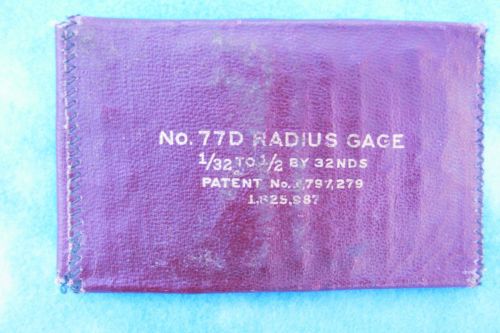 No. 77D RADIUS GAGE
1/32 TO 1/2 BY 32NDS
PATENT No. 1,797,279
1,825,987